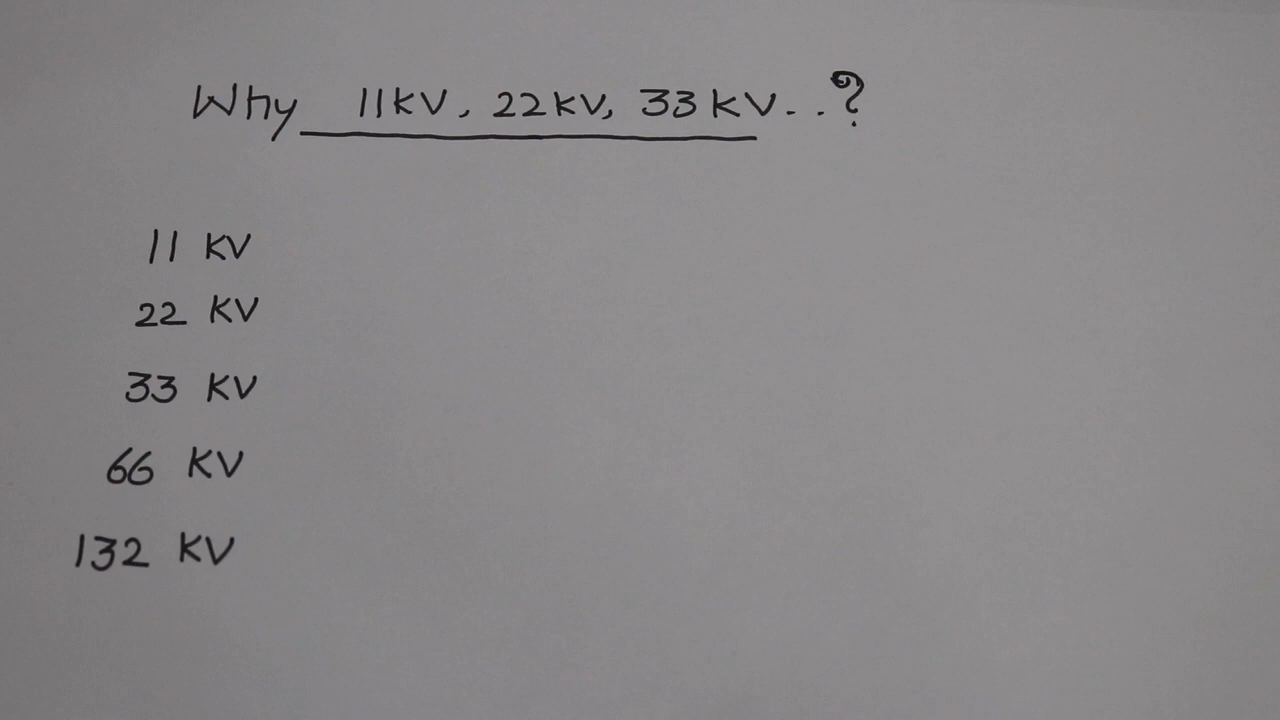 Why 11KV, 22KV, 33KV...?
11 KV
22 KV
33 KV
66 KV
132 KV